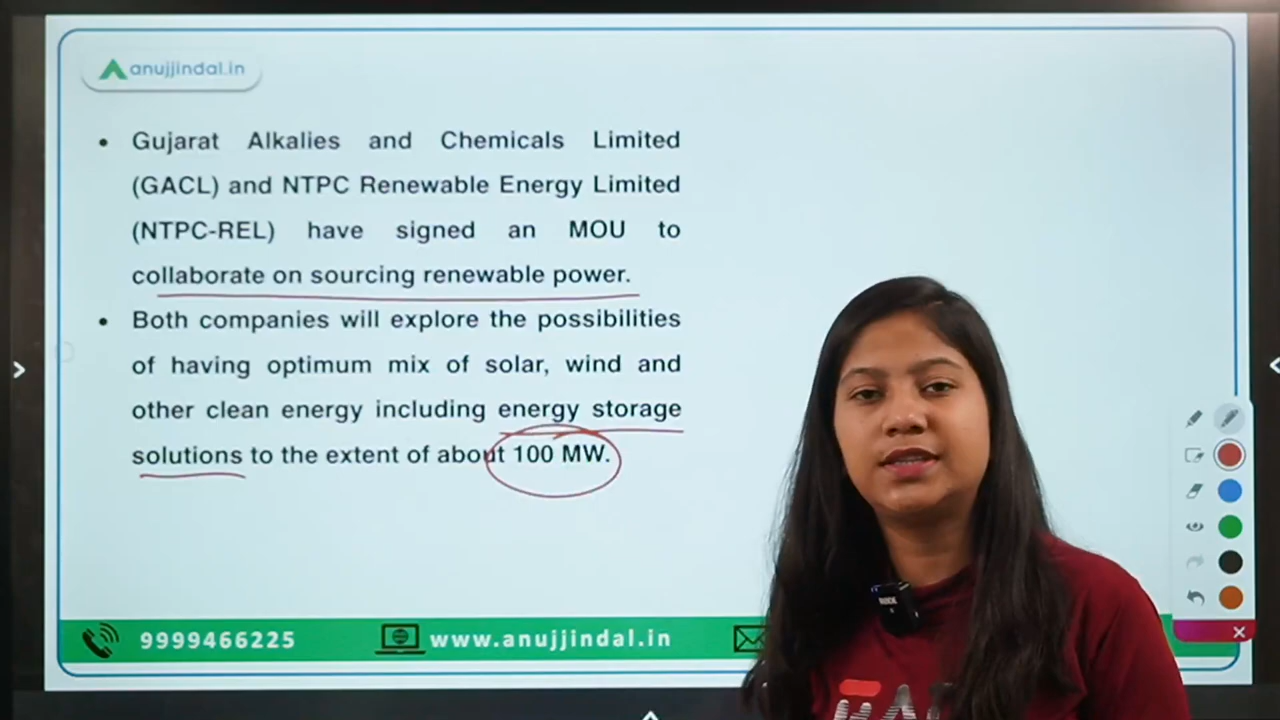 anujjindal.in
• Gujarat Alkalies and Chemicals Limited
(GACL) and NTPC Renewable Energy Limited
(NTPC-REL) have signed an MOU to
collaborate on sourcing renewable power.
• Both companies will explore the possibilities
of having optimum mix of solar, wind and
other clean energy including energy storage
solutions to the extent of about 100 MW.
9999466225
www.anujjindal.in